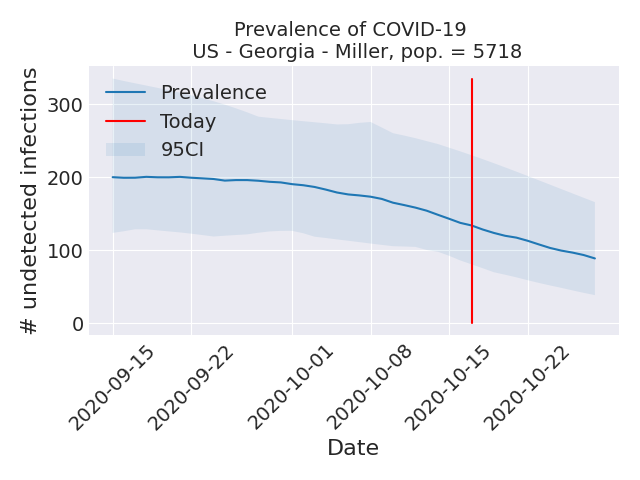 Prevalence of COVID-19
US - Georgia - Miller, pop. = 5718
# undetected infections
300
200
100
0
Prevalence
Today
95CI
2020-09-15
2020-09-22
2020-10-01
2020-10-08
2020-10-15
2020-10-22
Date